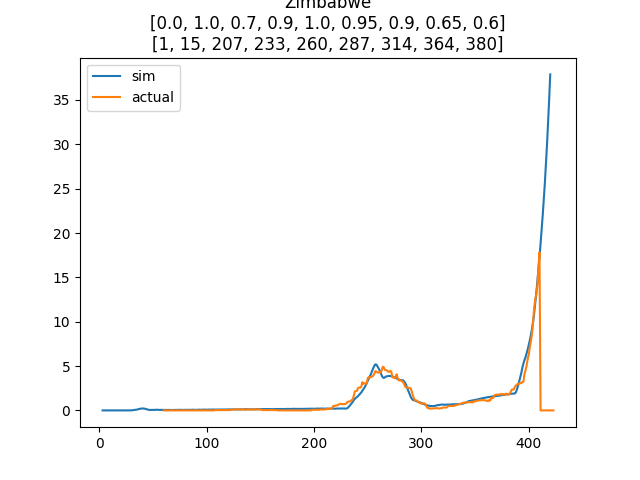 Zimbabwe
[0.0, 1.0, 0.7, 0.9, 1.0, 0.95, 0.9, 0.65, 0.6]
[1, 15, 207, 233, 260, 287, 314, 364, 380]
sim
actual
35
30
25
20
15
10
5
0
0 100 200 300 400